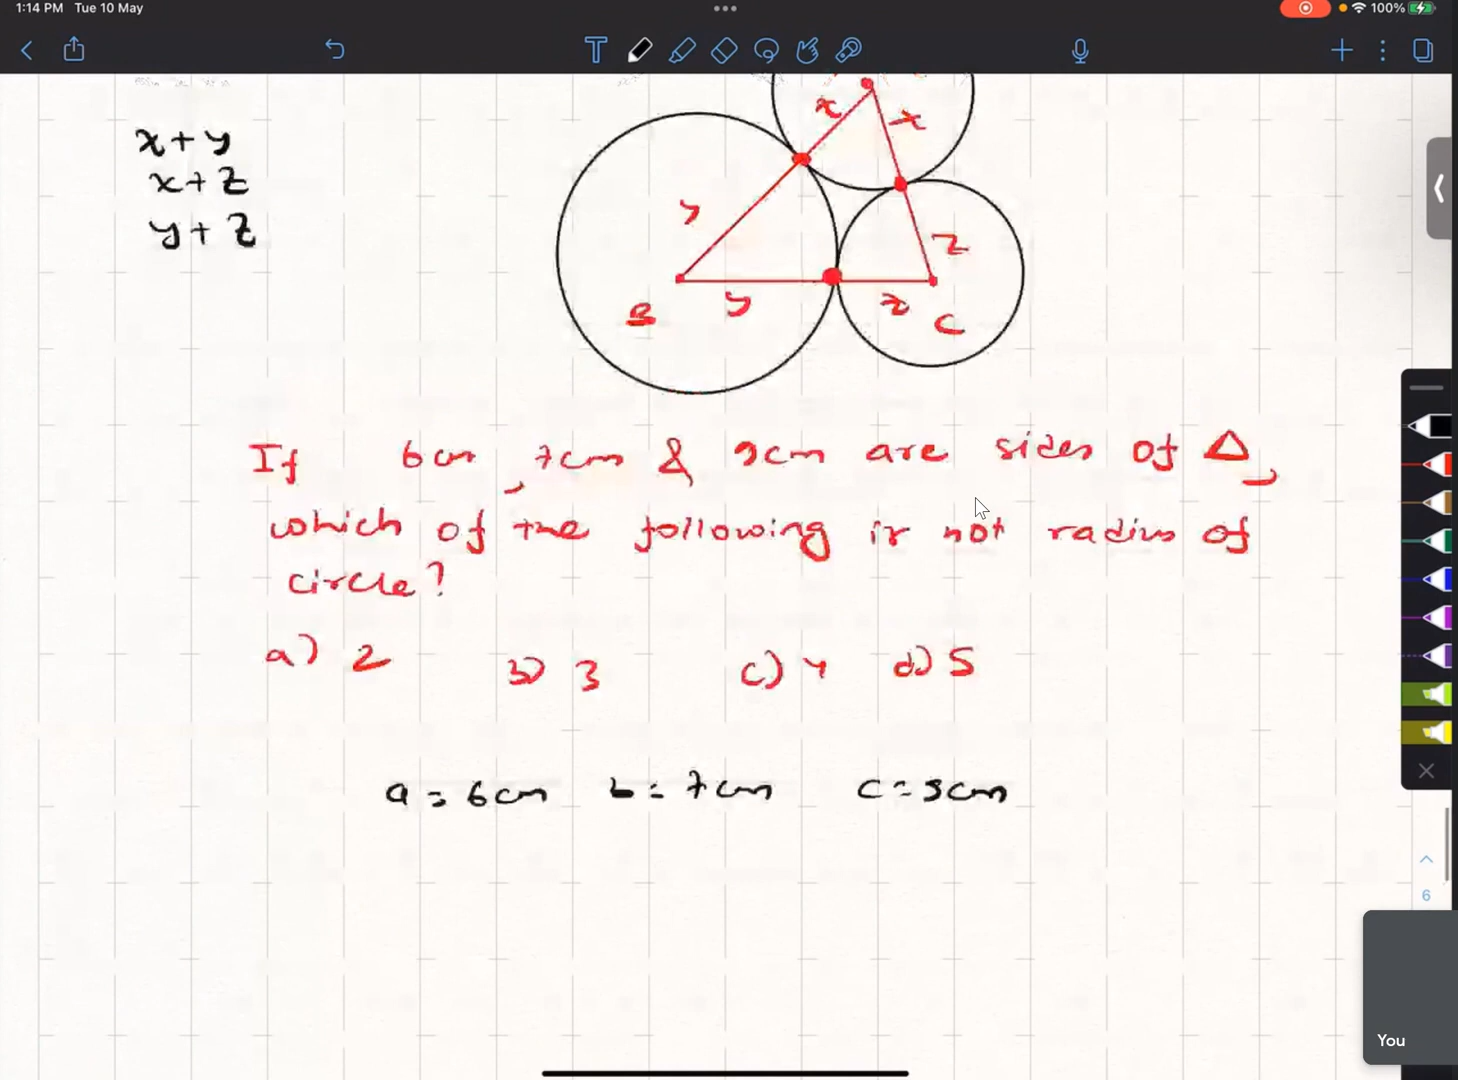 1:14 PM Tue 10 May
100%
x + y
x + z
y + z
x
x
y
z
B
y
z
C
If 6cm, 7cm & 9cm are sides of Δ,
which of the following is not radius of
circle?
a) 2 b) 3 c) 4 d) 5
a = 6cm b = 7cm c = 9cm
6
You